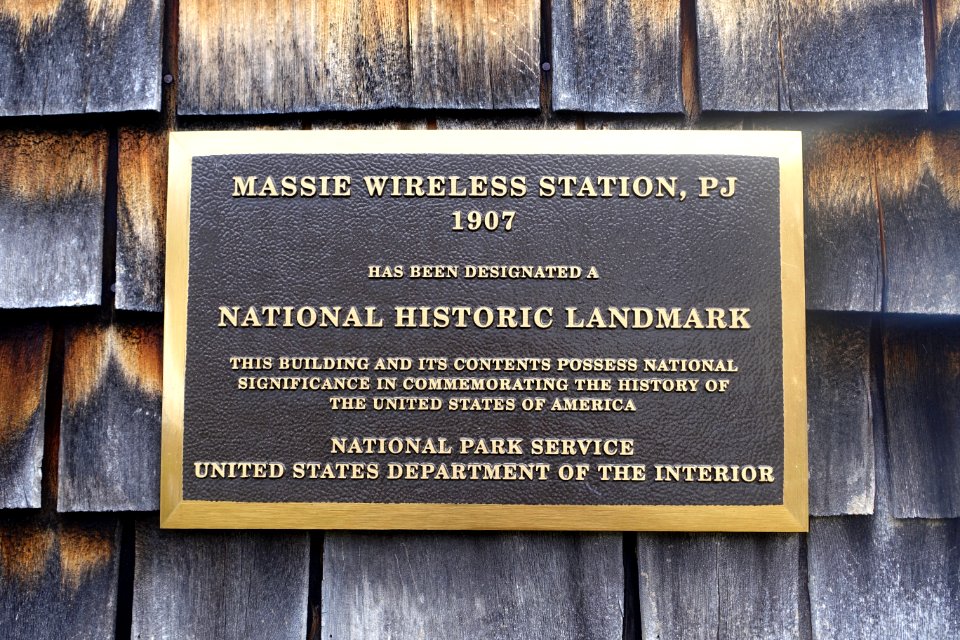 MASSIE WIRELESS STATION, PJ
1907
HAS BEEN DESIGNATED A
NATIONAL HISTORIC LANDMARK
THIS BUILDING AND ITS CONTENTS POSSESS NATIONAL
SIGNIFICANCE IN COMMEMORATING THE HISTORY OF
THE UNITED STATES OF AMERICA
NATIONAL PARK SERVICE
UNITED STATES DEPARTMENT OF THE INTERIOR